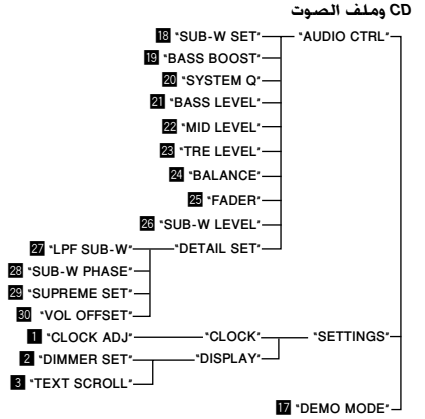 CD وملف الصوت
18 "SUB-W SET" "AUDIO CTRL"
19 "BASS BOOST"
20 "SYSTEM Q"
21 "BASS LEVEL"
22 "MID LEVEL"
23 "TRE LEVEL"
24 "BALANCE"
25 "FADER"
26 "SUB-W LEVEL"
27 "LPF SUB-W" "DETAIL SET"
28 "SUB-W PHASE"
29 "SUPREME SET"
30 "VOL OFFSET"
1 "CLOCK ADJ" "CLOCK" "SETTINGS"
2 "DIMMER SET" "DISPLAY"
3 "TEXT SCROLL"
17 "DEMO MODE"